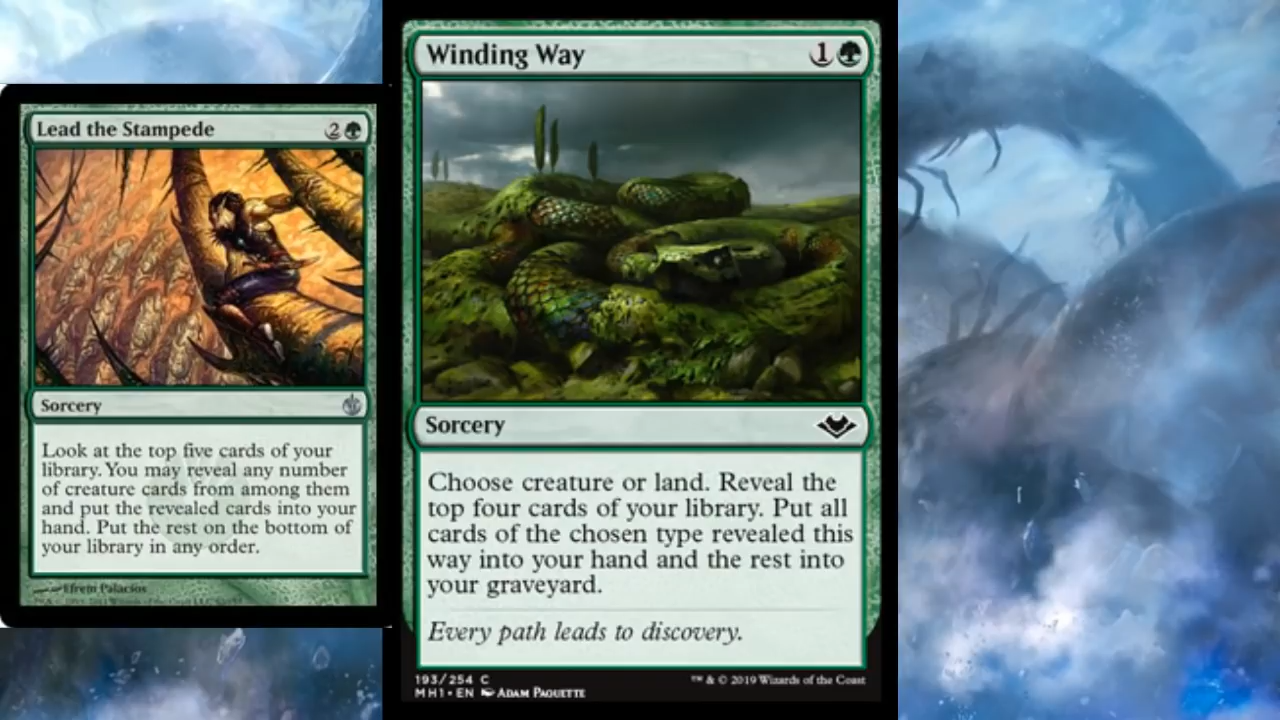 Lead the Stampede 2
Sorcery
Look at the top five cards of your
library. You may reveal any number
of creature cards from among them
and put the revealed cards into your
hand. Put the rest on the bottom of
your library in any order.
Efrem Palacios
Winding Way 1
Sorcery
Choose creature or land. Reveal the
top four cards of your library. Put all
cards of the chosen type revealed this
way into your hand and the rest into
your graveyard.
Every path leads to discovery.
193/254 C
MH1 • EN Adam Paquette
™ & © 2019 Wizards of the Coast